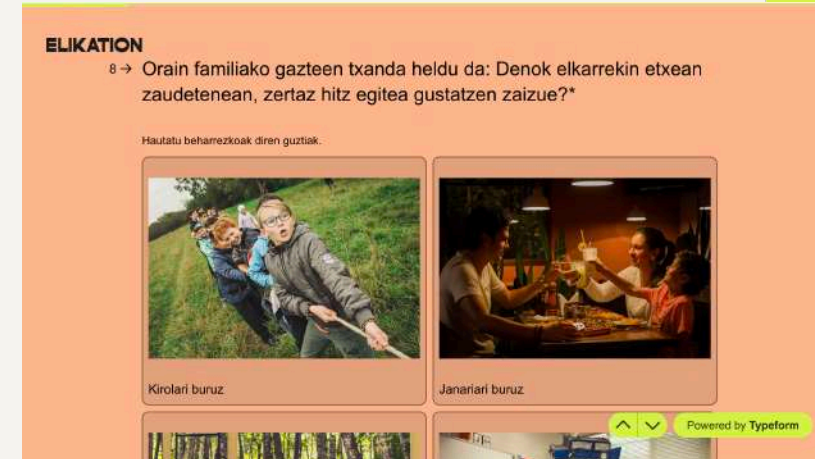 ELIKATION
8→ Orain familiako gazteen txanda heldu da: Denok elkarrekin etxean
zaudetenean, zertaz hitz egitea gustatzen zaizue?*
Hautatu beharrezkoak diren guztiak.
Kirolari buruz
Janariari buruz
Powered by Typeform